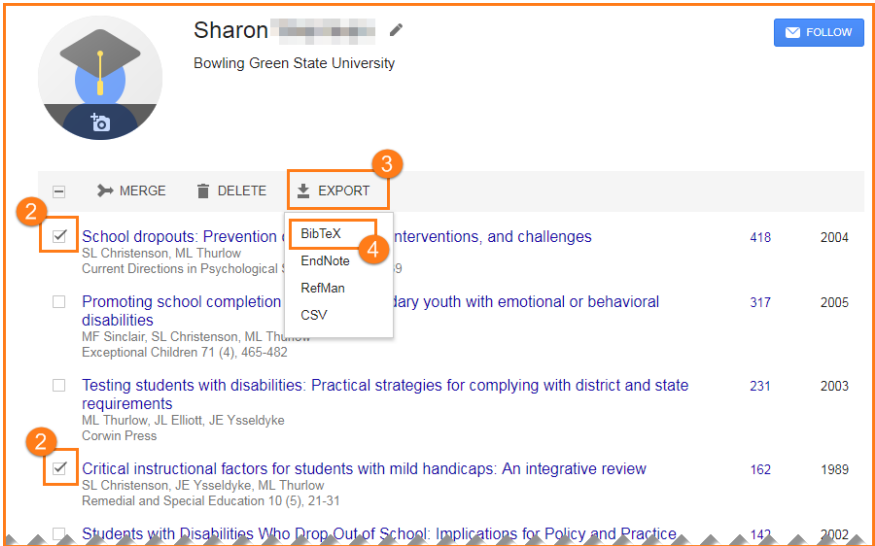 Sharon
Bowling Green State University
FOLLOW
3
MERGE DELETE EXPORT
2
School dropouts: Prevention nterventions, and challenges 418 2004
SL Christenson, ML Thurlow
Current Directions in Psychological
BibTeX
4
EndNote
RefMan
CSV
Promoting school completion dary youth with emotional or behavioral 317 2005
disabilities
MF Sinclair, SL Christenson, ML Thurlow
Exceptional Children 71 (4), 465-482
Testing students with disabilities: Practical strategies for complying with district and state 231 2003
requirements
ML Thurlow, JL Elliott, JE Ysseldyke
Corwin Press
2
Critical instructional factors for students with mild handicaps: An integrative review 162 1989
SL Christenson, JE Ysseldyke, ML Thurlow
Remedial and Special Education 10 (5), 21-31
Students with Disabilities Who Drop Out of School: Implications for Policy and Practice 142 2002